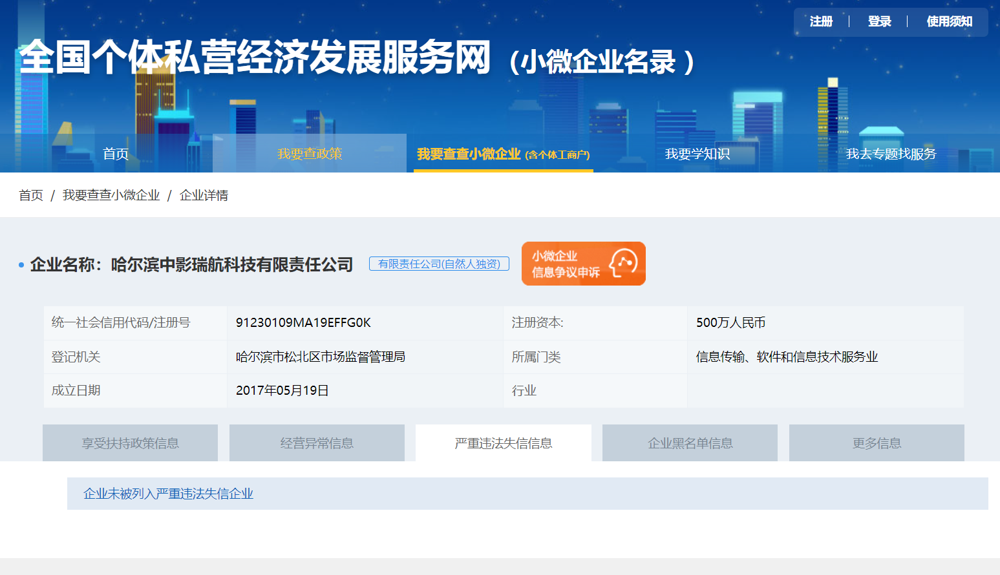 注册 登录 使用须知
全国个体私营经济发展服务网（小微企业名录 ）
首页 我要查政策 我要查查小微企业 (含个体工商户) 我要学知识 我去专题找服务
首页 / 我要查查小微企业 / 企业详情
企业名称：哈尔滨中影瑞航科技有限责任公司 有限责任公司(自然人独资)
小微企业
信息争议申诉
统一社会信用代码/注册号 91230109MA19EFFG0K 注册资本: 500万人民币
登记机关 哈尔滨市松北区市场监督管理局 所属门类 信息传输、软件和信息技术服务业
成立日期 2017年05月19日 行业
享受扶持政策信息 经营异常信息 严重违法失信信息 企业黑名单信息 更多信息
企业未被列入严重违法失信企业